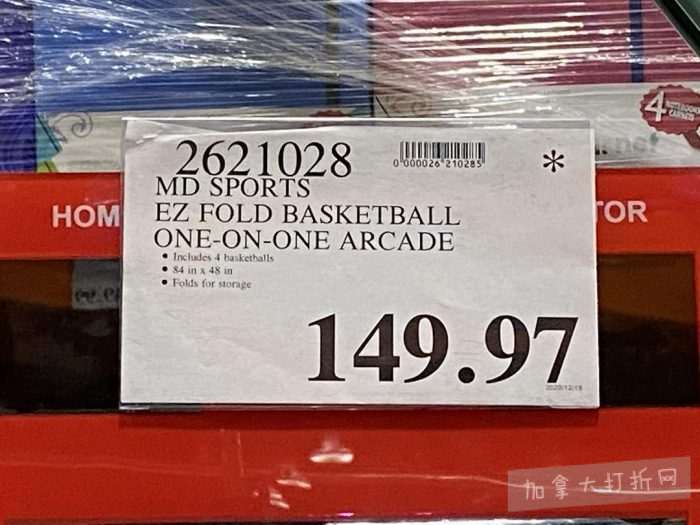 4
2621028
0 000026 210285
*
MD SPORTS
EZ FOLD BASKETBALL
ONE-ON-ONE ARCADE
• Includes 4 basketballs
• 84 in x 48 in
• Folds for storage
149.97
HOM
TOR
加拿大打折网